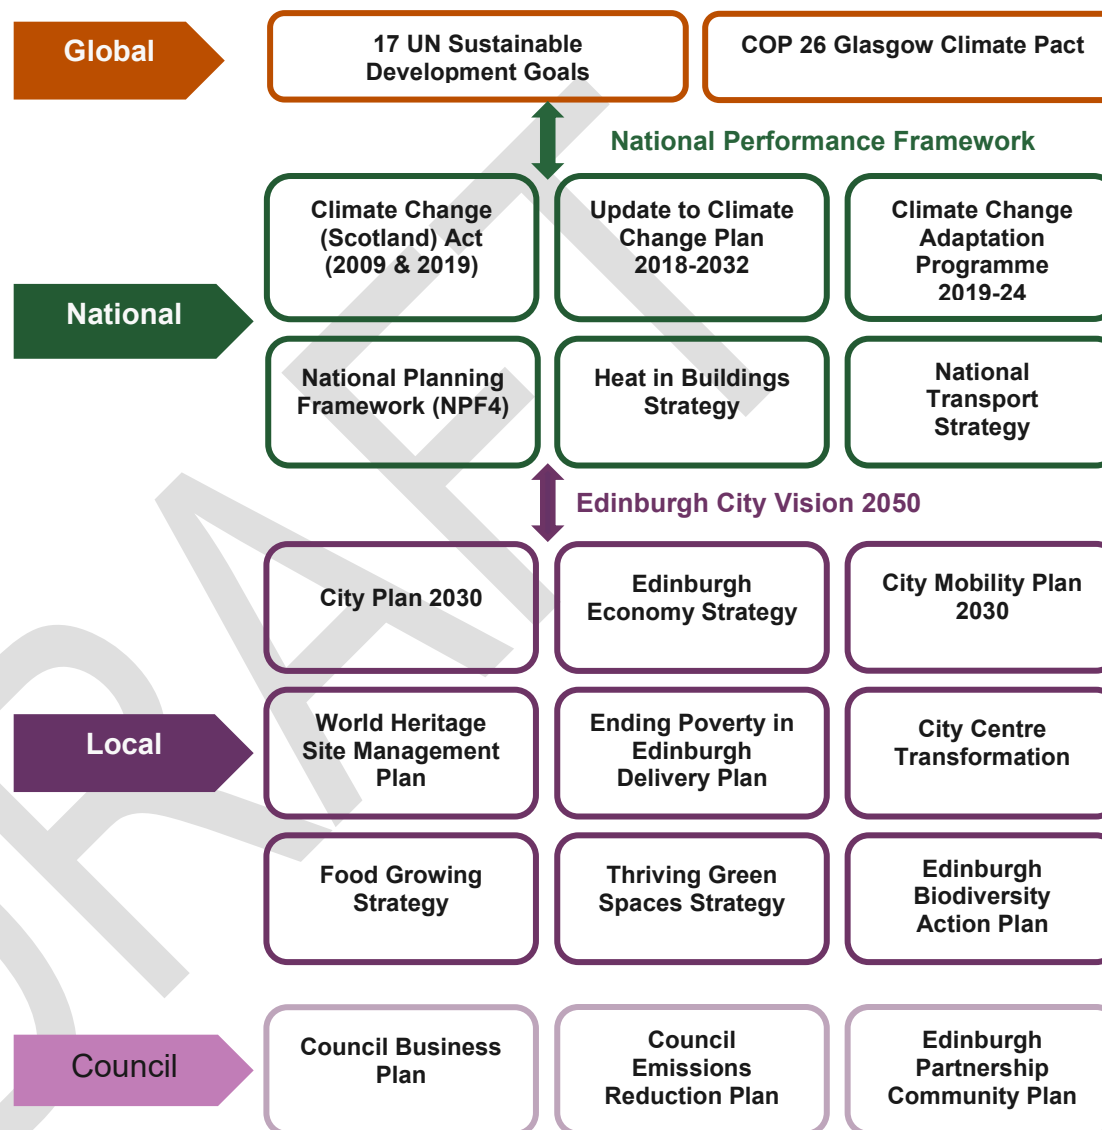 Global
17 UN Sustainable
Development Goals
COP 26 Glasgow Climate Pact
National Performance Framework
National
Climate Change
(Scotland) Act
(2009 & 2019)
Update to Climate
Change Plan
2018-2032
Climate Change
Adaptation
Programme
2019-24
National Planning
Framework (NPF4)
Heat in Buildings
Strategy
National
Transport
Strategy
Edinburgh City Vision 2050
Local
City Plan 2030
Edinburgh
Economy Strategy
City Mobility Plan
2030
World Heritage
Site Management
Plan
Ending Poverty in
Edinburgh
Delivery Plan
City Centre
Transformation
Food Growing
Strategy
Thriving Green
Spaces Strategy
Edinburgh
Biodiversity
Action Plan
Council
Council Business
Plan
Council
Emissions
Reduction Plan
Edinburgh
Partnership
Community Plan
DRAFT